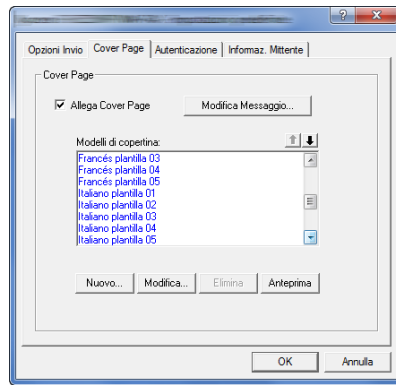 Opzioni Invio Cover Page Autenticazione Informaz. Mittente
Cover Page
Allega Cover Page Modifica Messaggio...
Modelli di copertina:
Francés plantilla 03
Francés plantilla 04
Francés plantilla 05
Italiano plantilla 01
Italiano plantilla 02
Italiano plantilla 03
Italiano plantilla 04
Italiano plantilla 05
Nuovo... Modifica... Elimina Anteprima
OK Annulla